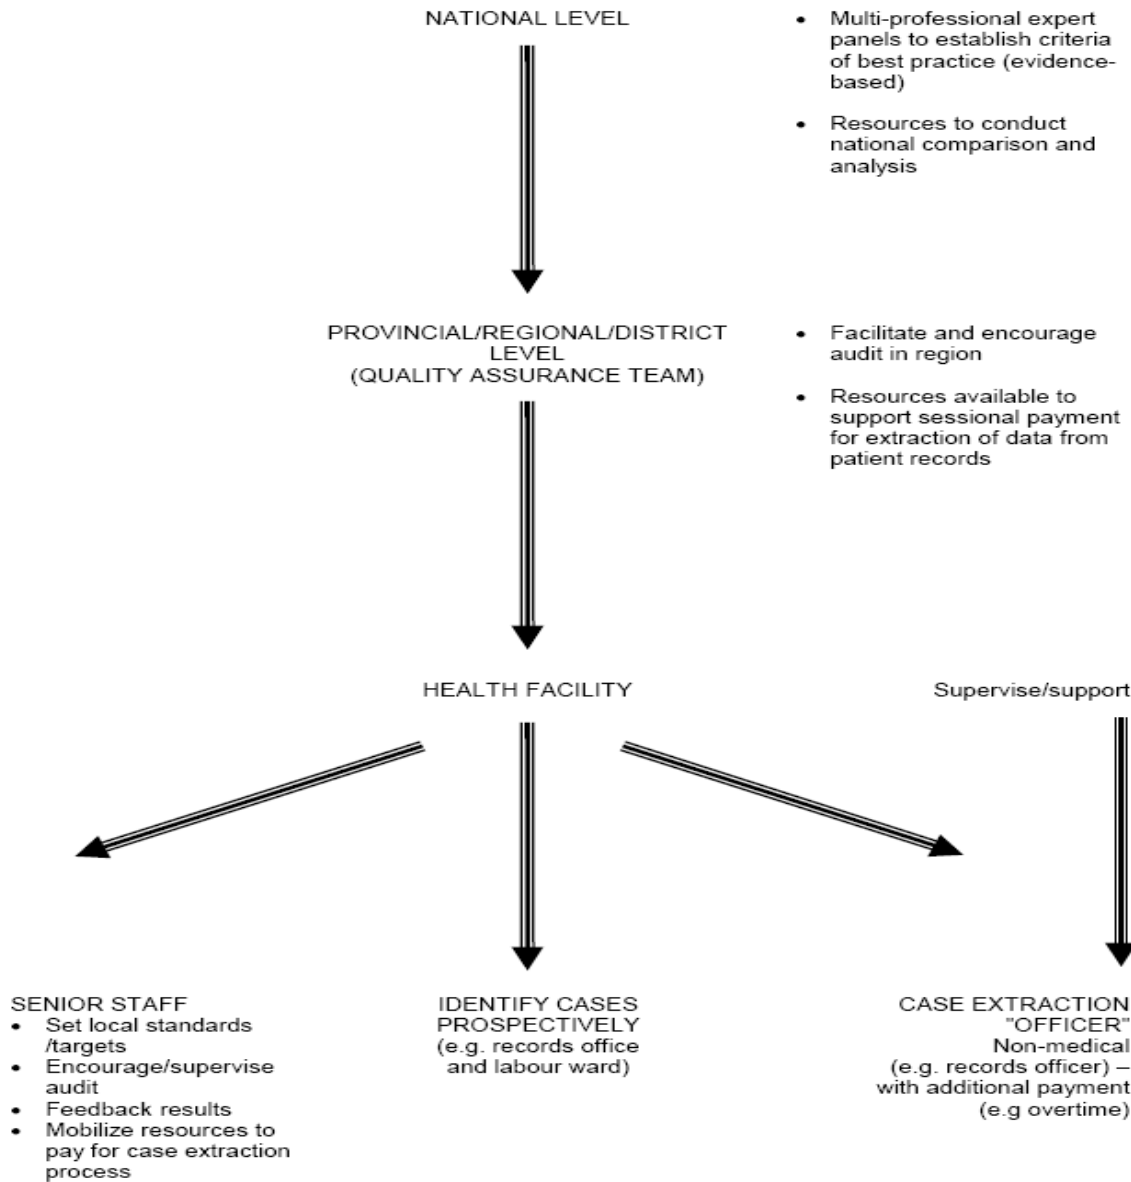 NATIONAL LEVEL
• Multi-professional expert
panels to establish criteria
of best practice (evidence-
based)
• Resources to conduct
national comparison and
analysis
PROVINCIAL/REGIONAL/DISTRICT
LEVEL
(QUALITY ASSURANCE TEAM)
• Facilitate and encourage
audit in region
• Resources available to
support sessional payment
for extraction of data from
patient records
HEALTH FACILITY
Supervise/support
SENIOR STAFF
• Set local standards
/targets
• Encourage/supervise
audit
• Feedback results
• Mobilize resources to
pay for case extraction
process
IDENTIFY CASES
PROSPECTIVELY
(e.g. records office
and labour ward)
CASE EXTRACTION
"OFFICER"
Non-medical
(e.g. records officer) –
with additional payment
(e.g overtime)